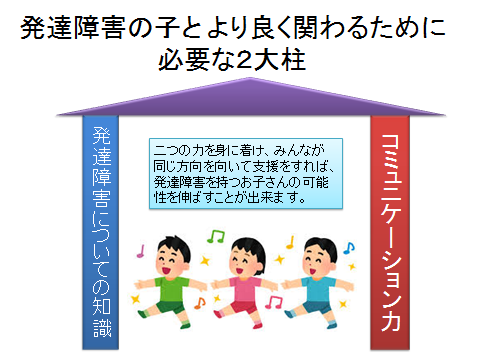 発達障害の子とより良く関わるために
必要な２大柱
発達障害についての知識
二つの力を身に着け、みんなが
同じ方向を向いて支援をすれば、
発達障害を持つお子さんの可能
性を伸ばすことが出来ます。
コミュニケーション力